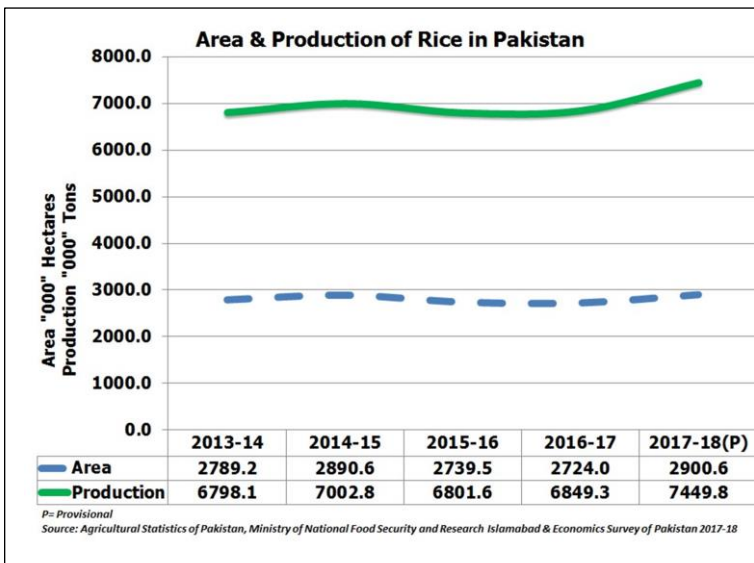 Area & Production of Rice in Pakistan
8000.0
7000.0
6000.0
5000.0
4000.0
3000.0
2000.0
1000.0
0.0
Area "000" Hectares
Production "000" Tons
2013-14 2014-15 2015-16 2016-17 2017-18(P)
Area 2789.2 2890.6 2739.5 2724.0 2900.6
Production 6798.1 7002.8 6801.6 6849.3 7449.8
P= Provisional
Source: Agricultural Statistics of Pakistan, Ministry of National Food Security and Research Islamabad & Economics Survey of Pakistan 2017-18